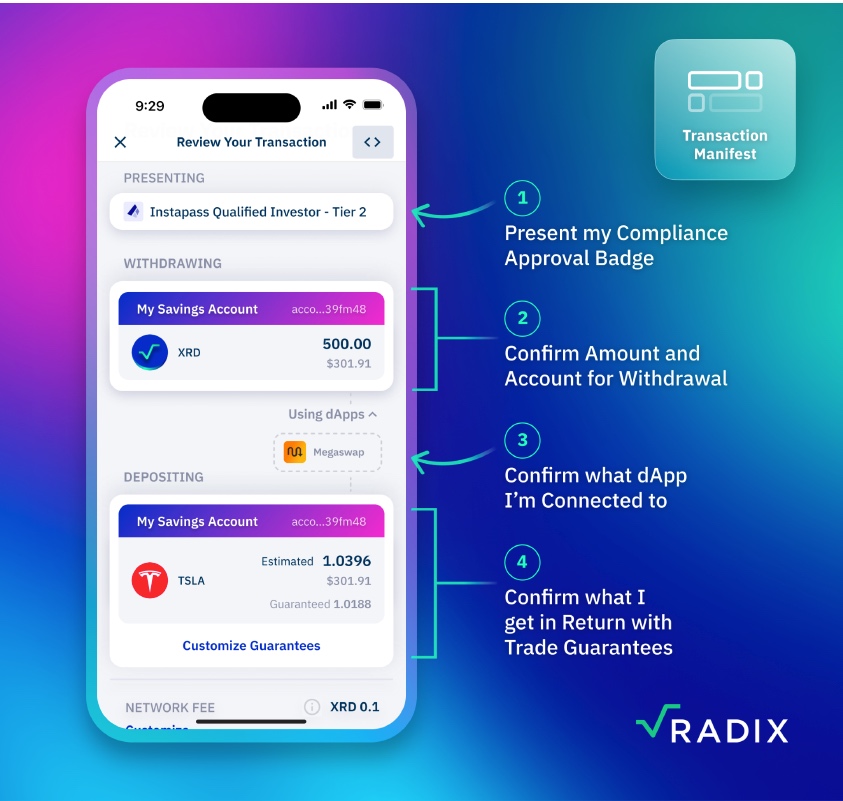 9:29
Review Your Transaction
PRESENTING
Instapass Qualified Investor - Tier 2
WITHDRAWING
My Savings Account acco...39fm48
XRD 500.00
$301.91
Using dApps
Megaswap
DEPOSITING
My Savings Account acco...39fm48
Estimated 1.0396
TSLA $301.91
Guaranteed 1.0188
Customize Guarantees
NETWORK FEE XRD 0.1
Customize
Transaction
Manifest
1
Present my Compliance
Approval Badge
2
Confirm Amount and
Account for Withdrawal
3
Confirm what dApp
I'm Connected to
4
Confirm what I
get in Return with
Trade Guarantees
RADIX